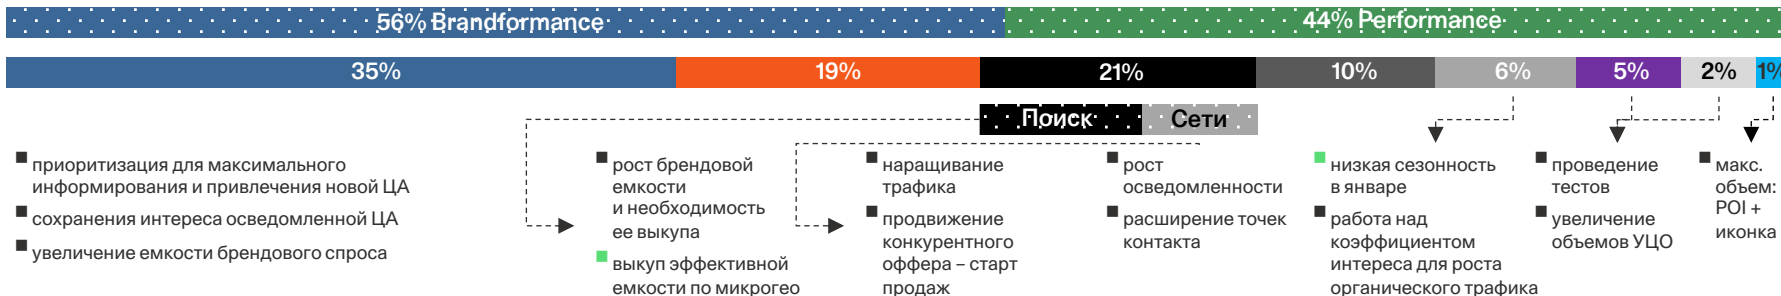 56% Brandformance
44% Performance
35%
19%
21%
10%
6%
5%
2%
1%
Поиск
Сети
приоритизация для максимального
информирования и привлечения новой ЦА
сохранения интереса осведомленной ЦА
увеличение емкости брендового спроса
рост брендовой
емкости
и необходимость
ее выкупа
выкуп эффективной
емкости по микрогео
наращивание
трафика
продвижение
конкурентного
оффера – старт
продаж
рост
осведомленности
расширение точек
контакта
низкая сезонность
в январе
работа над
коэффициентом
интереса для роста
органического трафика
проведение
тестов
увеличение
объемов УЦО
макс.
объем:
POI +
иконка